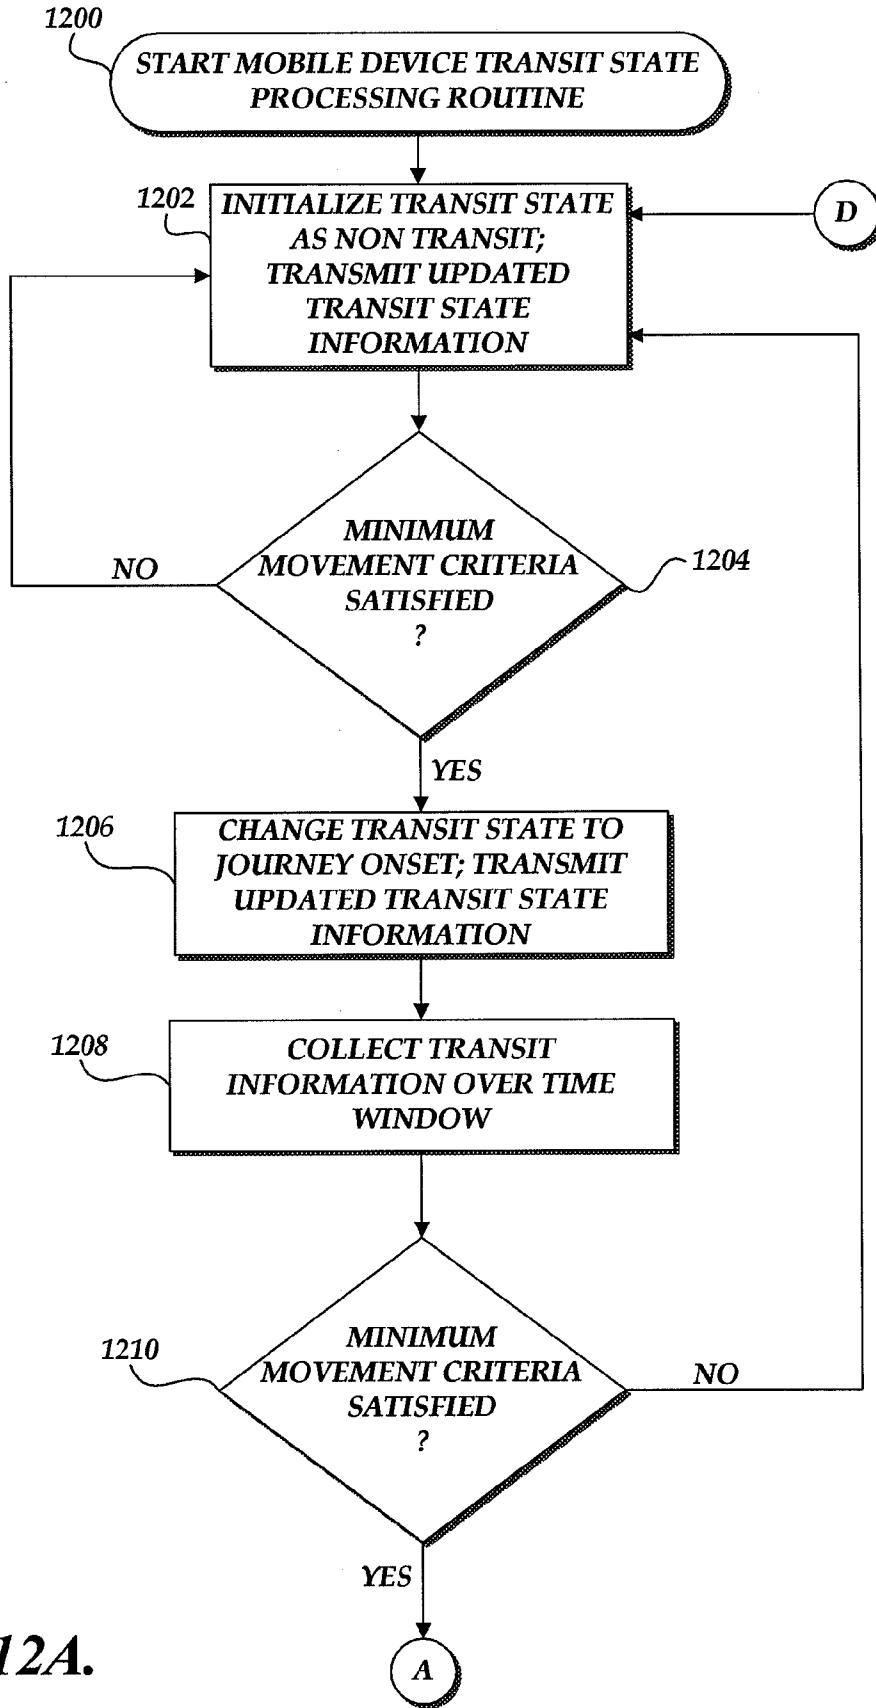 1200
START MOBILE DEVICE TRANSIT STATE
PROCESSING ROUTINE
1202
INITIALIZE TRANSIT STATE
AS NON TRANSIT;
TRANSMIT UPDATED
TRANSIT STATE
INFORMATION
D
MINIMUM
MOVEMENT CRITERIA
SATISFIED
?
NO
1204
YES
1206
CHANGE TRANSIT STATE TO
JOURNEY ONSET; TRANSMIT
UPDATED TRANSIT STATE
INFORMATION
1208
COLLECT TRANSIT
INFORMATION OVER TIME
WINDOW
1210
MINIMUM
MOVEMENT CRITERIA
SATISFIED
?
NO
YES
A
12A.